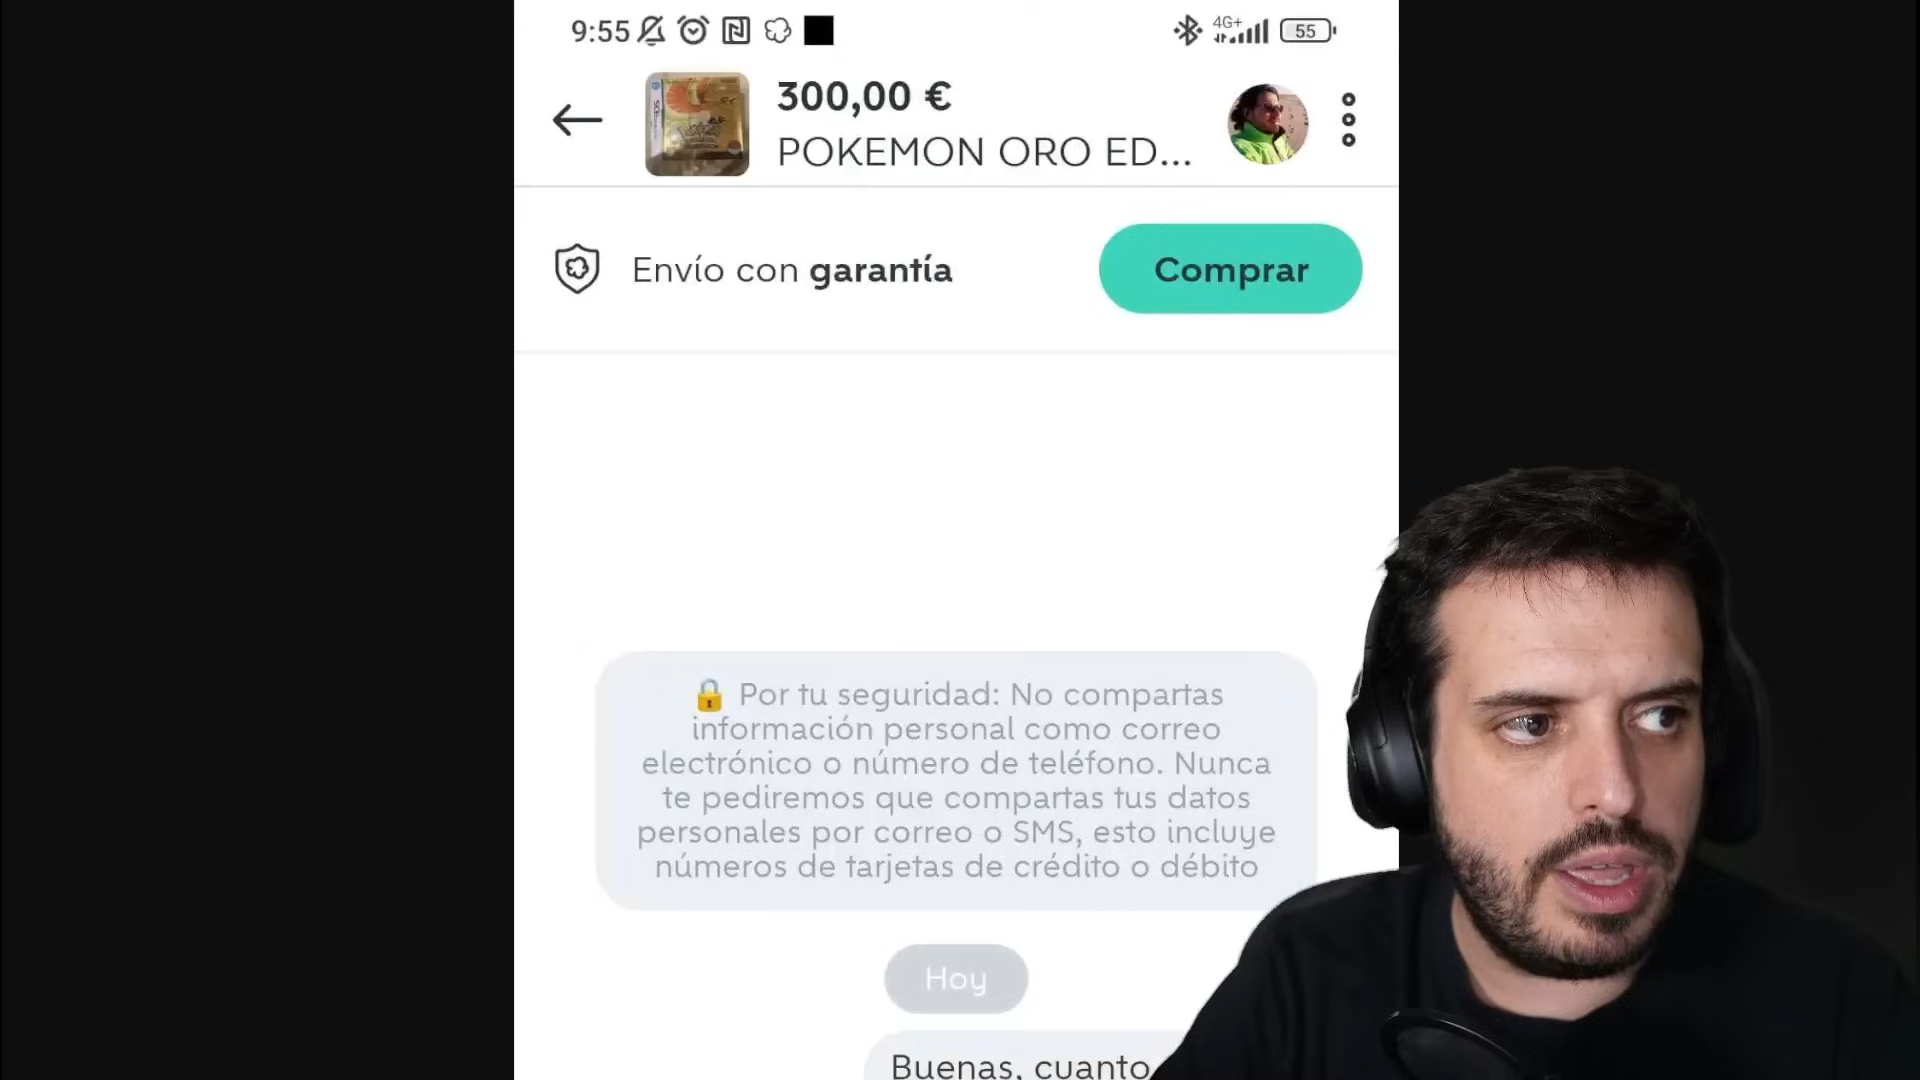 9:55
4G+
55
300,00 €
POKEMON ORO ED...
Envío con garantía
Comprar
🔒 Por tu seguridad: No compartas
información personal como correo
electrónico o número de teléfono. Nunca
te pediremos que compartas tus datos
personales por correo o SMS, esto incluye
números de tarjetas de crédito o débito
Hoy
Buenas, cuanto